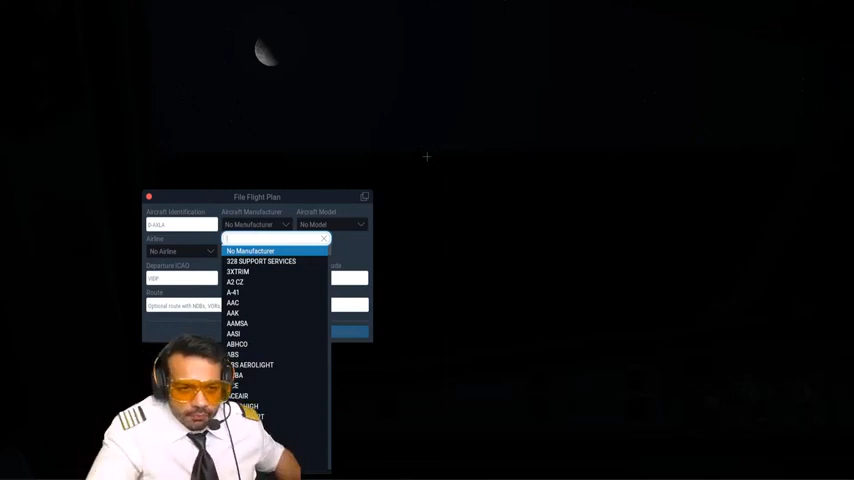 File Flight Plan
Aircraft Identification
Aircraft Manufacturer
Aircraft Model
D-AXLA
No Manufacturer
No Model
Airline
No Airline
No Manufacturer
328 SUPPORT SERVICES
3XTRIM
Departure ICAO
A2 CZ
VIDP
A-41
Route
AAC
Optional route with NDBs, VORs,
AAK
AAMSA
AASI
ABHCO
ABS